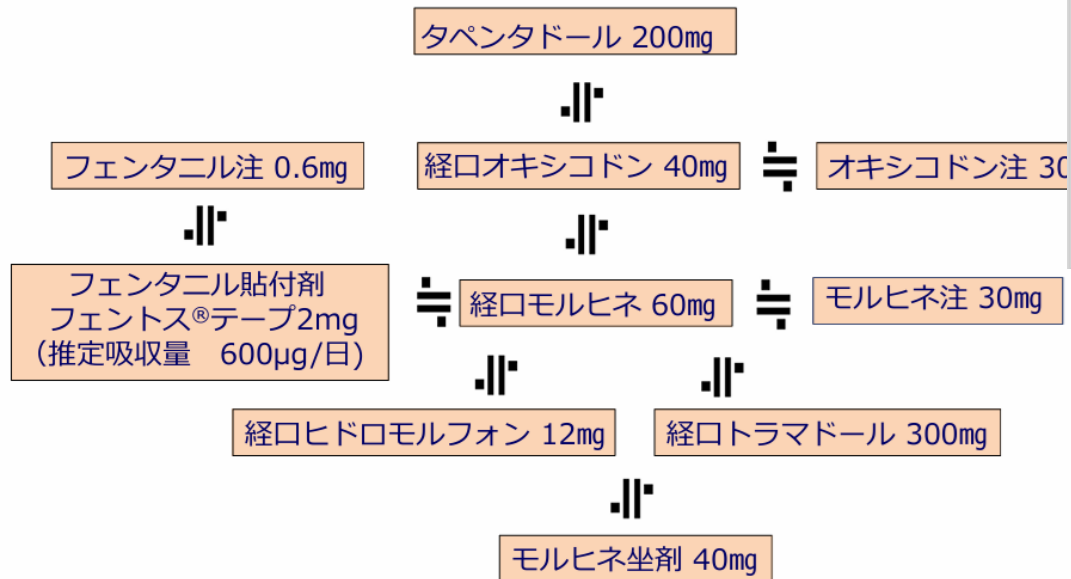 タペンタドール 200㎎
≒
フェンタニル注 0.6㎎
経口オキシコドン 40㎎
≒
オキシコドン注 30
≒
≒
フェンタニル貼付剤
フェントス®テープ2㎎
(推定吸収量　600μg/日)
≒
経口モルヒネ 60㎎
≒
モルヒネ注 30㎎
≒
≒
経口ヒドロモルフォン 12㎎
経口トラマドール 300㎎
≒
モルヒネ坐剤 40㎎